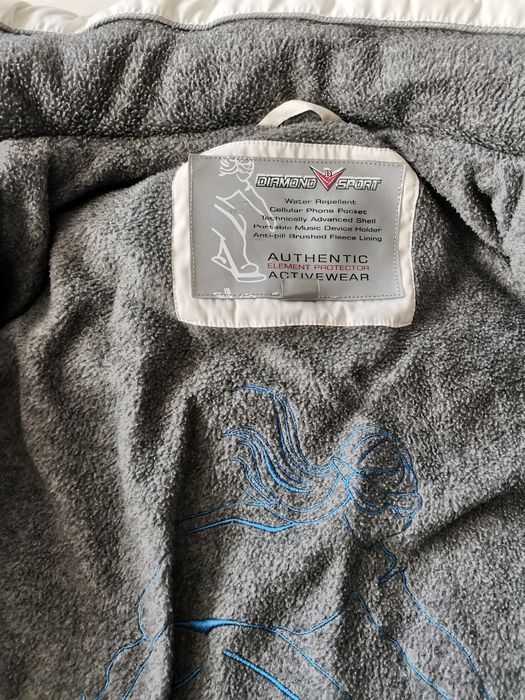 DIAMOND SPORT
Water Repellent
Cellular Phone Pocket
Technically Advanced Shell
Portable Music Device Holder
Anti-pill Brushed Fleece Lining
AUTHENTIC
ELEMENT PROTECTOR
ACTIVEWEAR